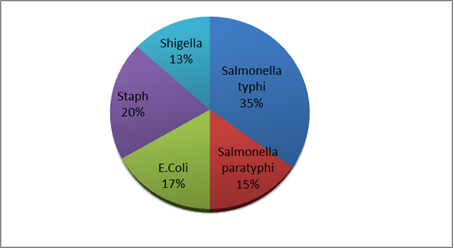 Shigella
13%
Salmonella
typhi
35%
Staph
20%
E.Coli
17%
Salmonella
paratyphi
15%